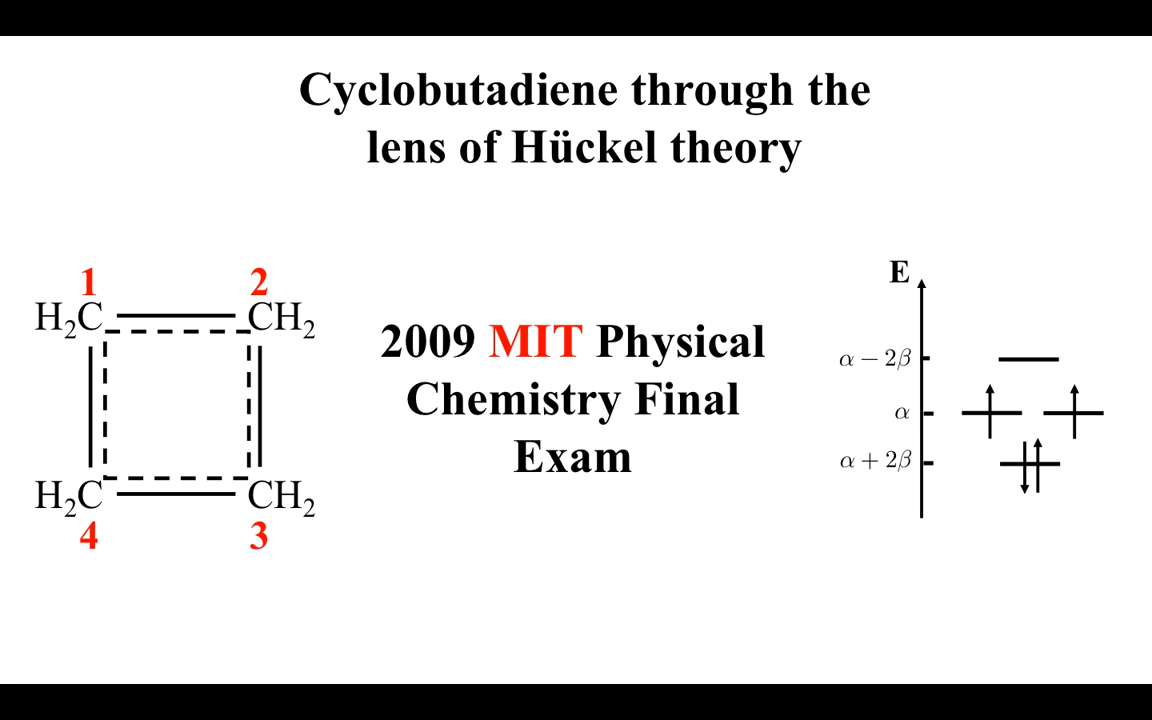 Cyclobutadiene through the
lens of Hückel theory
1 2
H₂C CH₂
H₂C CH₂
4 3
2009 MIT Physical
Chemistry Final
Exam
E
α − 2β
α
α + 2β